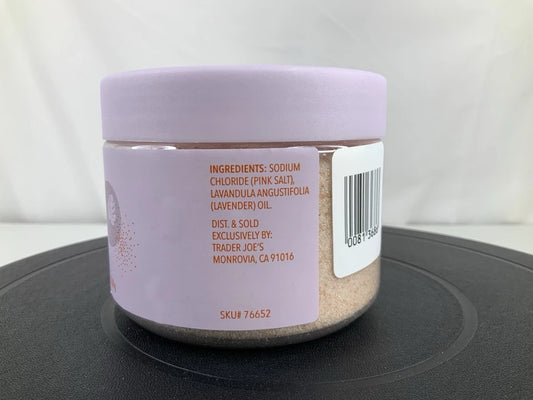 INGREDIENTS: SODIUM
CHLORIDE (PINK SALT),
LAVANDULA ANGUSTIFOLIA
(LAVENDER) OIL.
DIST. & SOLD
EXCLUSIVELY BY:
TRADER JOE'S
MONROVIA, CA 91016
SKU# 76652